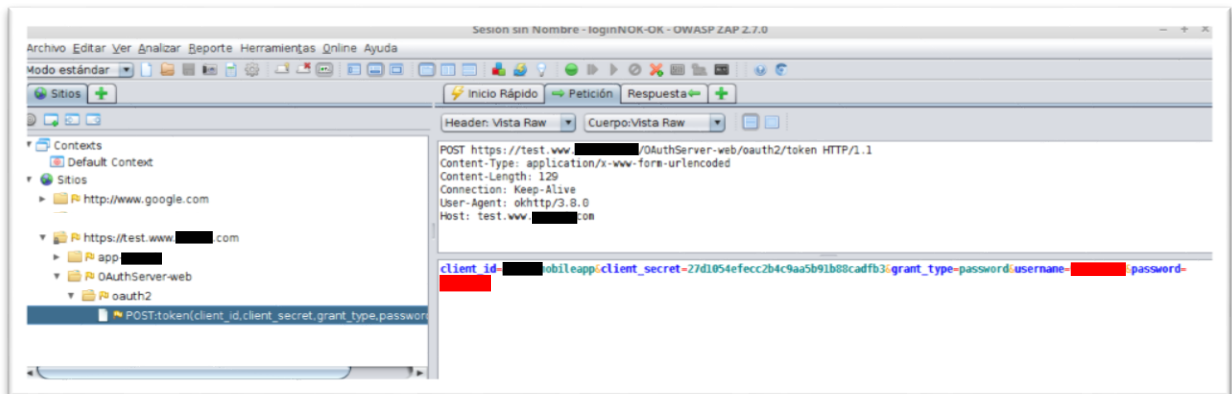 Sesión sin Nombre - loginNOK-OK - OWASP ZAP 2.7.0
Archivo Editar Ver Analizar Reporte Herramientas Online Ayuda
Modo estándar
Sitios
Inicio Rápido Petición Respuesta
Header: Vista Raw Cuerpo:Vista Raw
Contexts
Default Context
Sitios
http://www.google.com
https://test.www. .com
app-
OAuthServer-web
oauth2
POST:token(client_id,client_secret,grant_type,password
POST https://test.www. /OAuthServer-web/oauth2/token HTTP/1.1
Content-Type: application/x-www-form-urlencoded
Content-Length: 129
Connection: Keep-Alive
User-Agent: okhttp/3.8.0
Host: test.www. com
client_id= obileapp&client_secret=27d1054efecc2b4c9aa5b91b88cadfb3&grant_type=password&username= &password=